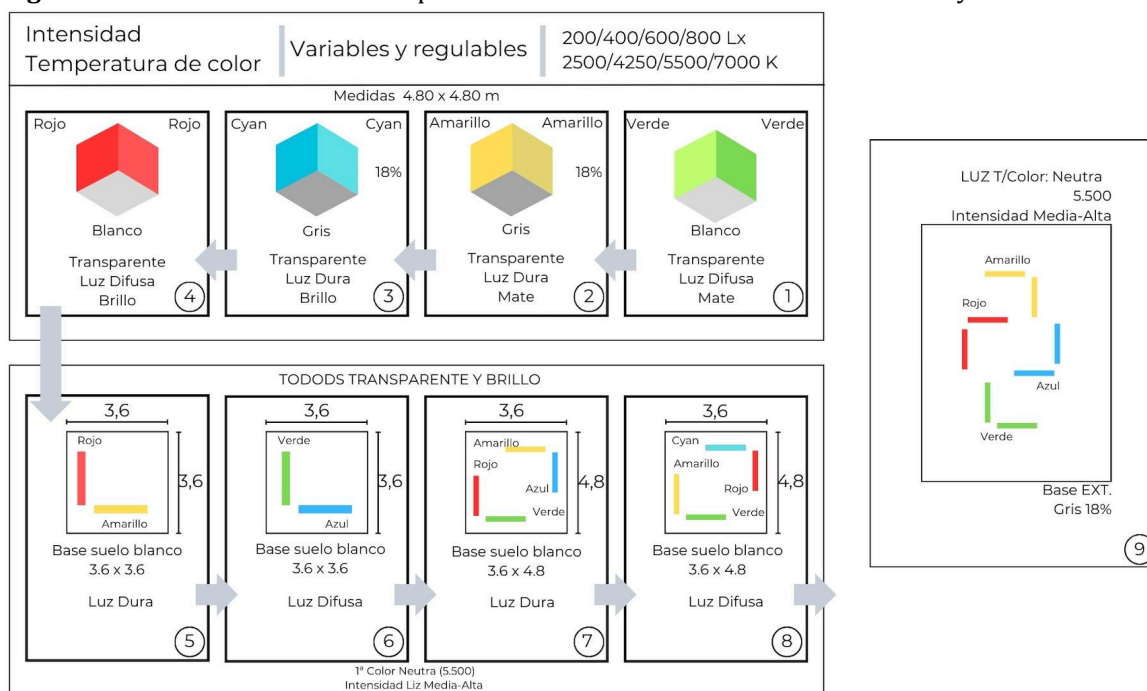 Intensidad
Temperatura de color
Variables y regulables
200/400/600/800 Lx
2500/4250/5500/7000 K
Medidas 4.80 x 4.80 m
Rojo Rojo
Blanco
Transparente
Luz Difusa
Brillo
4
Cyan Cyan
18%
Gris
Transparente
Luz Dura
Brillo
3
Amarillo Amarillo
18%
Gris
Transparente
Luz Dura
Mate
2
Verde Verde
Blanco
Transparente
Luz Difusa
Mate
1
TODODS TRANSPARENTE Y BRILLO
3,6
Rojo
3,6
Amarillo
Base suelo blanco
3.6 x 3.6
Luz Dura
5
3,6
Verde
3,6
Azul
Base suelo blanco
3.6 x 3.6
Luz Difusa
6
3,6
Amarillo
Rojo
4,8
Azul
Verde
Base suelo blanco
3.6 x 4.8
Luz Dura
7
3,6
Cyan
Amarillo
4,8
Rojo
Verde
Base suelo blanco
3.6 x 4.8
Luz Difusa
8
1ª Color Neutra (5.500)
Intensidad Liz Media-Alta
LUZ T/Color: Neutra
5.500
Intensidad Media-Alta
Amarillo
Rojo
Azul
Verde
Base EXT.
Gris 18%
9